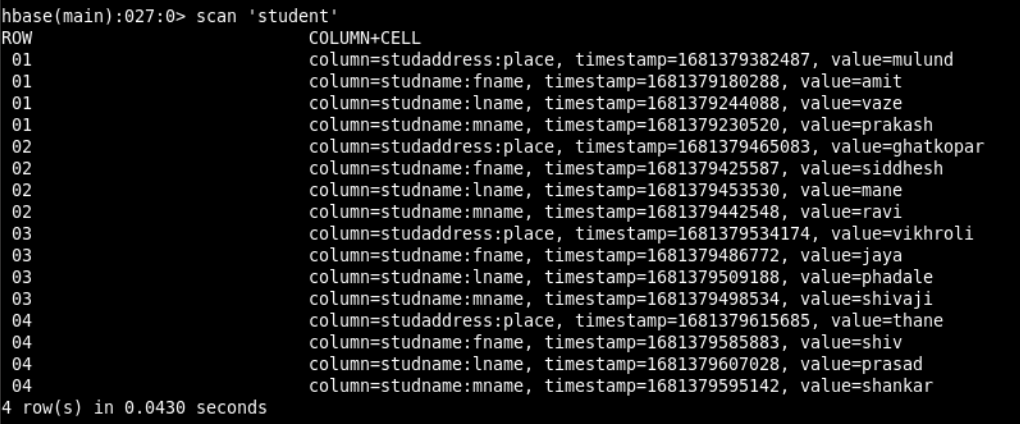 hbase(main):027:0> scan 'student'
ROW COLUMN+CELL
01 column=studaddress:place, timestamp=1681379382487, value=mulund
01 column=studname:fname, timestamp=1681379180288, value=amit
01 column=studname:lname, timestamp=1681379244088, value=vaze
01 column=studname:mname, timestamp=1681379230520, value=prakash
02 column=studaddress:place, timestamp=1681379465083, value=ghatkopar
02 column=studname:fname, timestamp=1681379425587, value=siddhesh
02 column=studname:lname, timestamp=1681379453530, value=mane
02 column=studname:mname, timestamp=1681379442548, value=ravi
03 column=studaddress:place, timestamp=1681379534174, value=vikhroli
03 column=studname:fname, timestamp=1681379486772, value=jaya
03 column=studname:lname, timestamp=1681379509188, value=phadale
03 column=studname:mname, timestamp=1681379498534, value=shivaji
04 column=studaddress:place, timestamp=1681379615685, value=thane
04 column=studname:fname, timestamp=1681379585883, value=shiv
04 column=studname:lname, timestamp=1681379607028, value=prasad
04 column=studname:mname, timestamp=1681379595142, value=shankar
4 row(s) in 0.0430 seconds